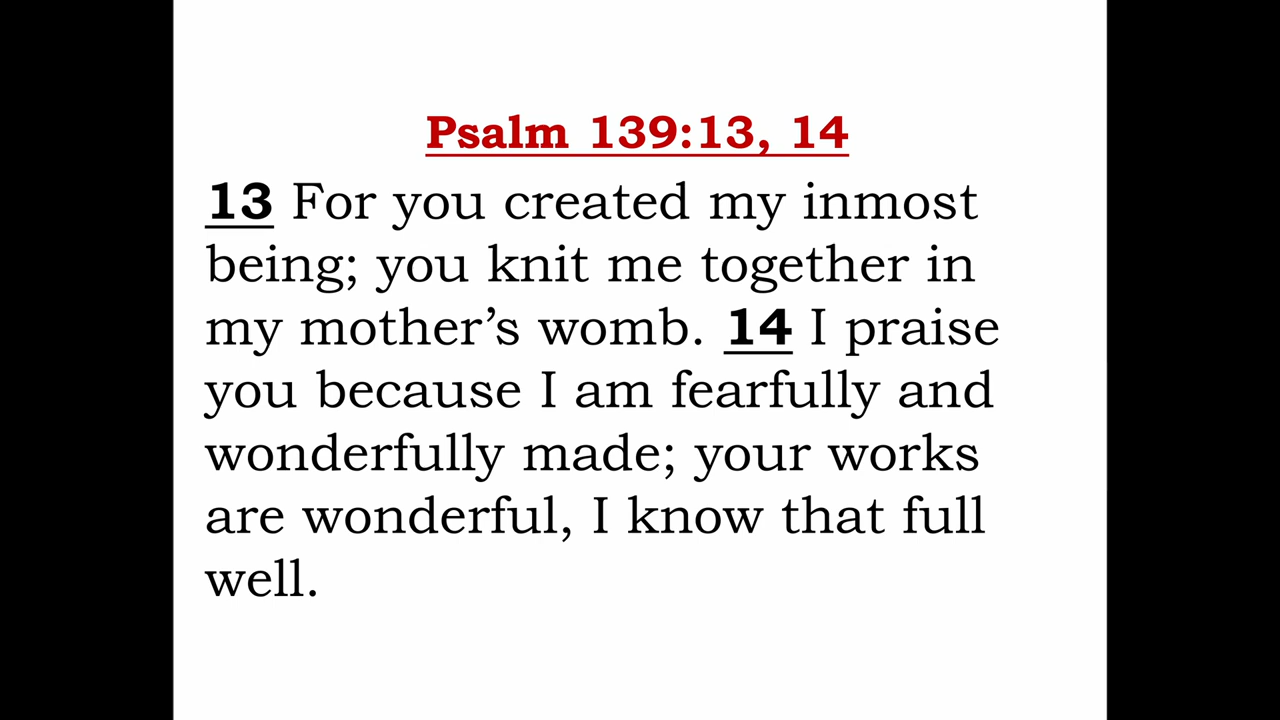 Psalm 139:13, 14
13 For you created my inmost
being; you knit me together in
my mother’s womb. 14 I praise
you because I am fearfully and
wonderfully made; your works
are wonderful, I know that full
well.